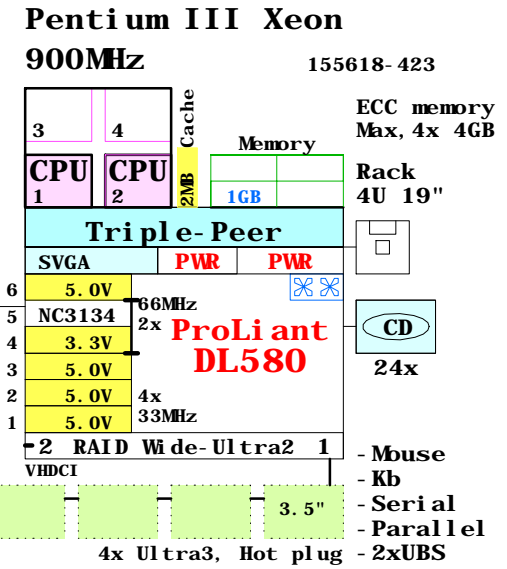 Pentium III Xeon
900MHz
155618-423
ECC memory
Max,4x 4GB
3
4
2MB Cache
Memory
CPU
1
CPU
2
1GB
Rack
4U 19"
Triple-Peer
SVGA
PWR
PWR
6
5.0V
5
NC3134
66MHz
2x
4
3.3V
ProLiant
DL580
CD
24x
3
5.0V
2
5.0V
4x
33MHz
1
5.0V
-2 RAID Wide-Ultra2 1
VHDCI
3.5"
-Mouse
-Kb
-Serial
-Parallel
-2xUBS
4x Ultra3, Hot plug